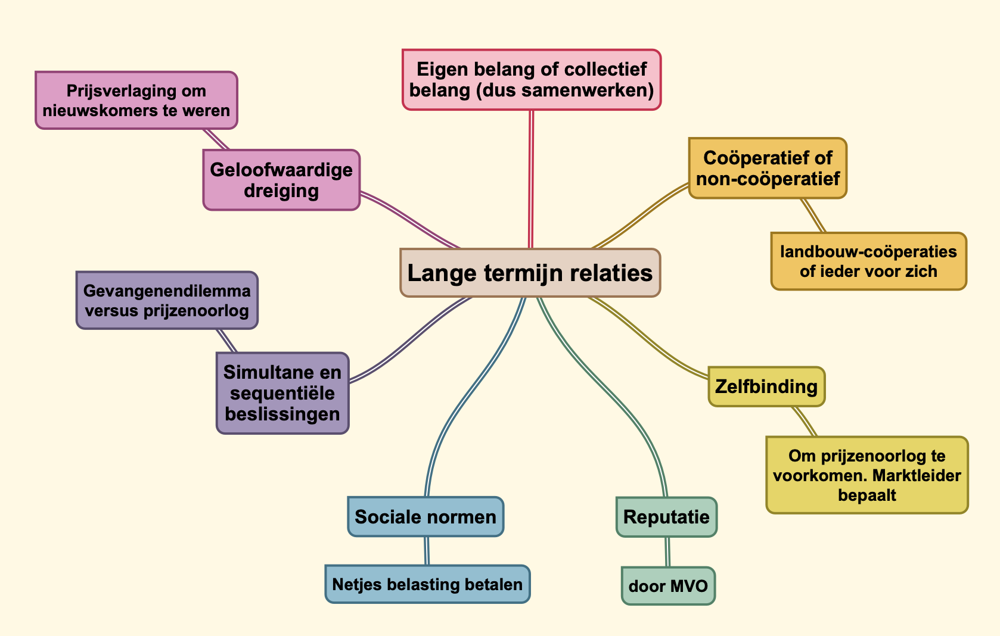 Eigen belang of collectief
belang (dus samenwerken)
Prijsverlaging om
nieuwskomers te weren
Geloofwaardige
dreiging
Coöperatief of
non-coöperatief
landbouw-coöperaties
of ieder voor zich
Lange termijn relaties
Gevangenendilemma
versus prijzenoorlog
Simultane en
sequentiële
beslissingen
Zelfbinding
Om prijzenoorlog te
voorkomen. Marktleider
bepaalt
Sociale normen
Netjes belasting betalen
Reputatie
door MVO